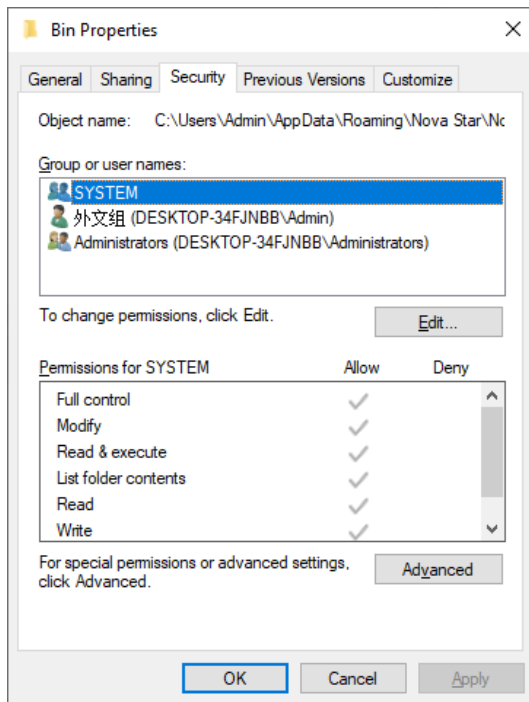 Bin Properties
General Sharing Security Previous Versions Customize
Object name: C:\Users\Admin\AppData\Roaming\Nova Star\Nc
Group or user names:
SYSTEM
外文组 (DESKTOP-34FJNBB\Admin)
Administrators (DESKTOP-34FJNBB\Administrators)
To change permissions, click Edit.
Edit...
Permissions for SYSTEM Allow Deny
Full control
Modify
Read & execute
List folder contents
Read
Write
For special permissions or advanced settings,
click Advanced.
Advanced
OK Cancel Apply